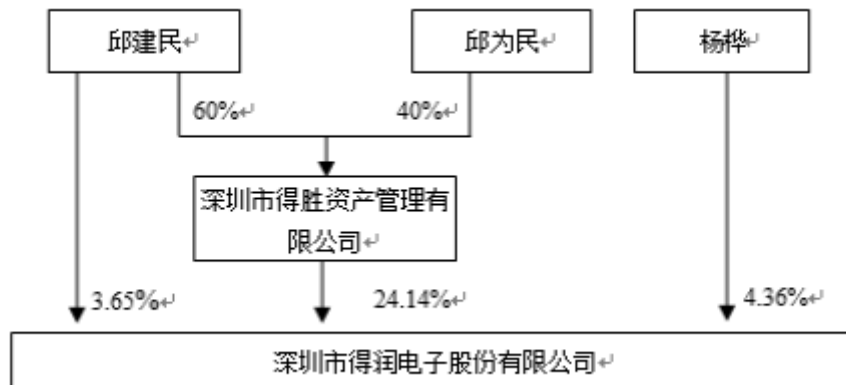 邱建民↵
邱为民↵
杨桦↵
60%↵
40%↵
深圳市得胜资产管理有
限公司↵
3.65%↵
24.14%↵
4.36%↵
深圳市得润电子股份有限公司↵